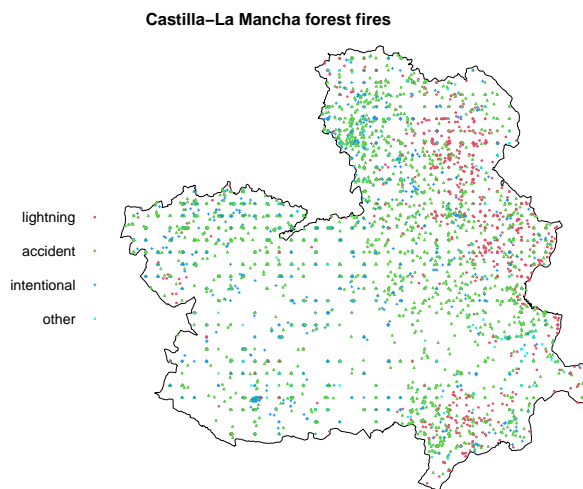 Castilla–La Mancha forest fires
lightning
accident
intentional
other